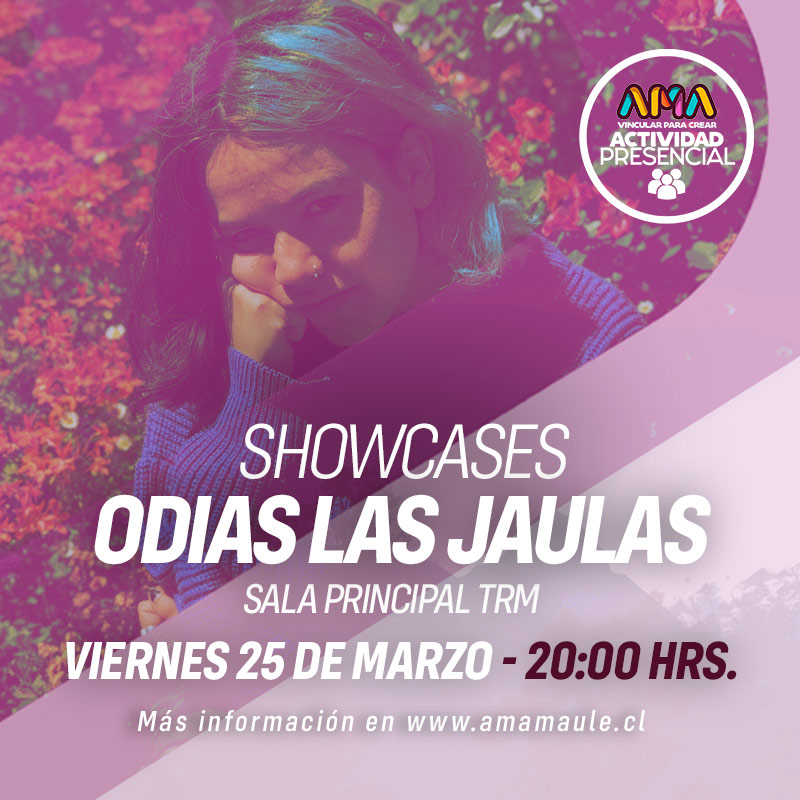 AMA
VINCULAR PARA CREAR
ACTIVIDAD
PRESENCIAL
SHOWCASES
ODIAS LAS JAULAS
SALA PRINCIPAL TRM
VIERNES 25 DE MARZO - 20:00 HRS.
Más información en www.amamaule.cl